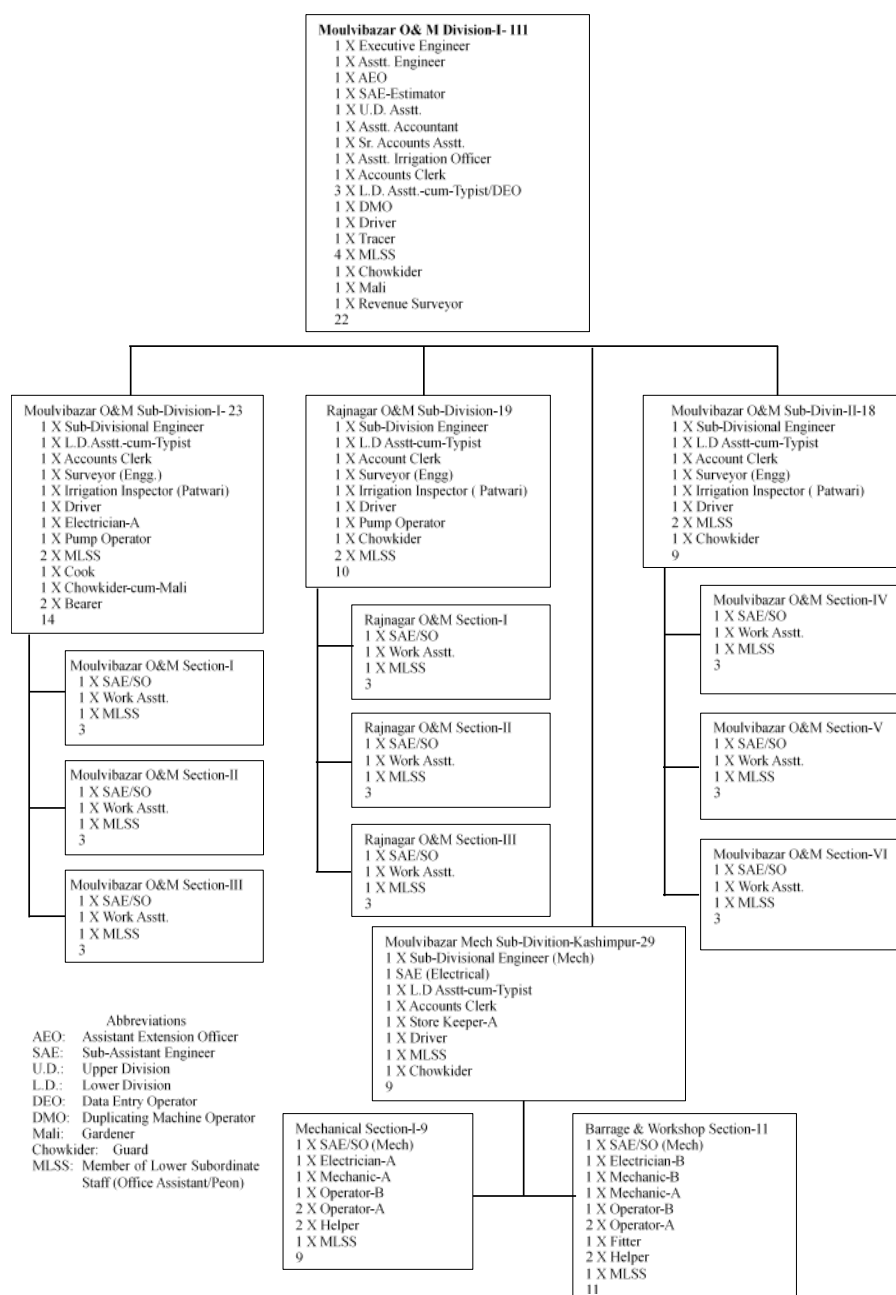 Moulvibazar O& M Division-I- 111
1 X Executive Engineer
1 X Asstt. Engineer
1 X AEO
1 X SAE-Estimator
1 X U.D. Asstt.
1 X Asstt. Accountant
1 X Sr. Accounts Asstt.
1 X Asstt. Irrigation Officer
1 X Accounts Clerk
3 X L.D. Asstt.-cum-Typist/DEO
1 X DMO
1 X Driver
1 X Tracer
4 X MLSS
1 X Chowkider
1 X Mali
1 X Revenue Surveyor
22
Moulvibazar O&M Sub-Division-I- 23
1 X Sub-Divisional Engineer
1 X L.D.Asstt.-cum-Typist
1 X Accounts Clerk
1 X Surveyor (Engg.)
1 X Irrigation Inspector (Patwari)
1 X Driver
1 X Electrician-A
1 X Pump Operator
2 X MLSS
1 X Cook
1 X Chowkider-cum-Mali
2 X Bearer
14
Moulvibazar O&M Section-I
1 X SAE/SO
1 X Work Asstt.
1 X MLSS
3
Moulvibazar O&M Section-II
1 X SAE/SO
1 X Work Asstt.
1 X MLSS
3
Moulvibazar O&M Section-III
1 X SAE/SO
1 X Work Asstt.
1 X MLSS
3
Rajnagar O&M Sub-Division-19
1 X Sub-Division Engineer
1 X L.D Asstt-cum-Typist
1 X Account Clerk
1 X Surveyor (Engg)
1 X Irrigation Inspector ( Patwari)
1 X Driver
1 X Pump Operator
1 X Chowkider
2 X MLSS
10
Rajnagar O&M Section-I
1 X SAE/SO
1 X Work Asstt.
1 X MLSS
3
Rajnagar O&M Section-II
1 X SAE/SO
1 X Work Asstt.
1 X MLSS
3
Rajnagar O&M Section-III
1 X SAE/SO
1 X Work Asstt.
1 X MLSS
3
Moulvibazar O&M Sub-Divin-II-18
1 X Sub-Divisional Engineer
1 X L.D Asstt-cum-Typist
1 X Account Clerk
1 X Surveyor (Engg)
1 X Irrigation Inspector ( Patwari)
1 X Driver
2 X MLSS
1 X Chowkider
9
Moulvibazar O&M Section-IV
1 X SAE/SO
1 X Work Asstt.
1 X MLSS
3
Moulvibazar O&M Section-V
1 X SAE/SO
1 X Work Asstt.
1 X MLSS
3
Moulvibazar O&M Section-VI
1 X SAE/SO
1 X Work Asstt.
1 X MLSS
3
Moulvibazar Mech Sub-Divition-Kashimpur-29
1 X Sub-Divisional Engineer (Mech)
1 SAE (Electrical)
1 X L.D Asstt-cum-Typist
1 X Accounts Clerk
1 X Store Keeper-A
1 X Driver
1 X MLSS
1 X Chowkider
9
Mechanical Section-I-9
1 X SAE/SO (Mech)
1 X Electrician-A
1 X Mechanic-A
1 X Operator-B
2 X Operator-A
2 X Helper
1 X MLSS
9
Barrage & Workshop Section-11
1 X SAE/SO (Mech)
1 X Electrician-B
1 X Mechanic-B
1 X Mechanic-A
1 X Operator-B
2 X Operator-A
1 X Fitter
2 X Helper
1 X MLSS
11
Abbreviations
AEO: Assistant Extension Officer
SAE: Sub-Assistant Engineer
U.D.: Upper Division
L.D.: Lower Division
DEO: Data Entry Operator
DMO: Duplicating Machine Operator
Mali: Gardener
Chowkider: Guard
MLSS: Member of Lower Subordinate
Staff (Office Assistant/Peon)